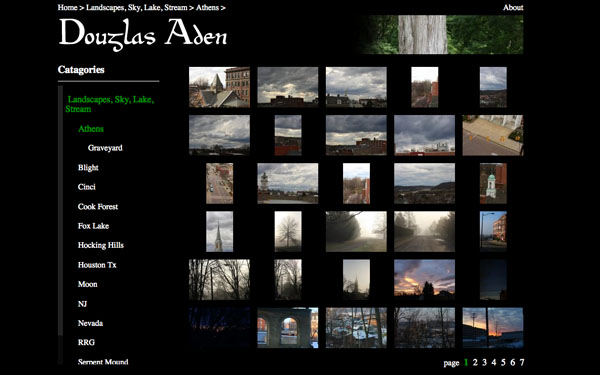 Home > Landscapes, Sky, Lake, Stream > Athens >
About
Douglas Aden
Catagories
Landscapes, Sky, Lake,
Stream
Athens
Graveyard
Blight
Cinci
Cook Forest
Fox Lake
Hocking Hills
Houston Tx
Moon
NJ
Nevada
RRG
Serpent Mound
page 1 2 3 4 5 6 7